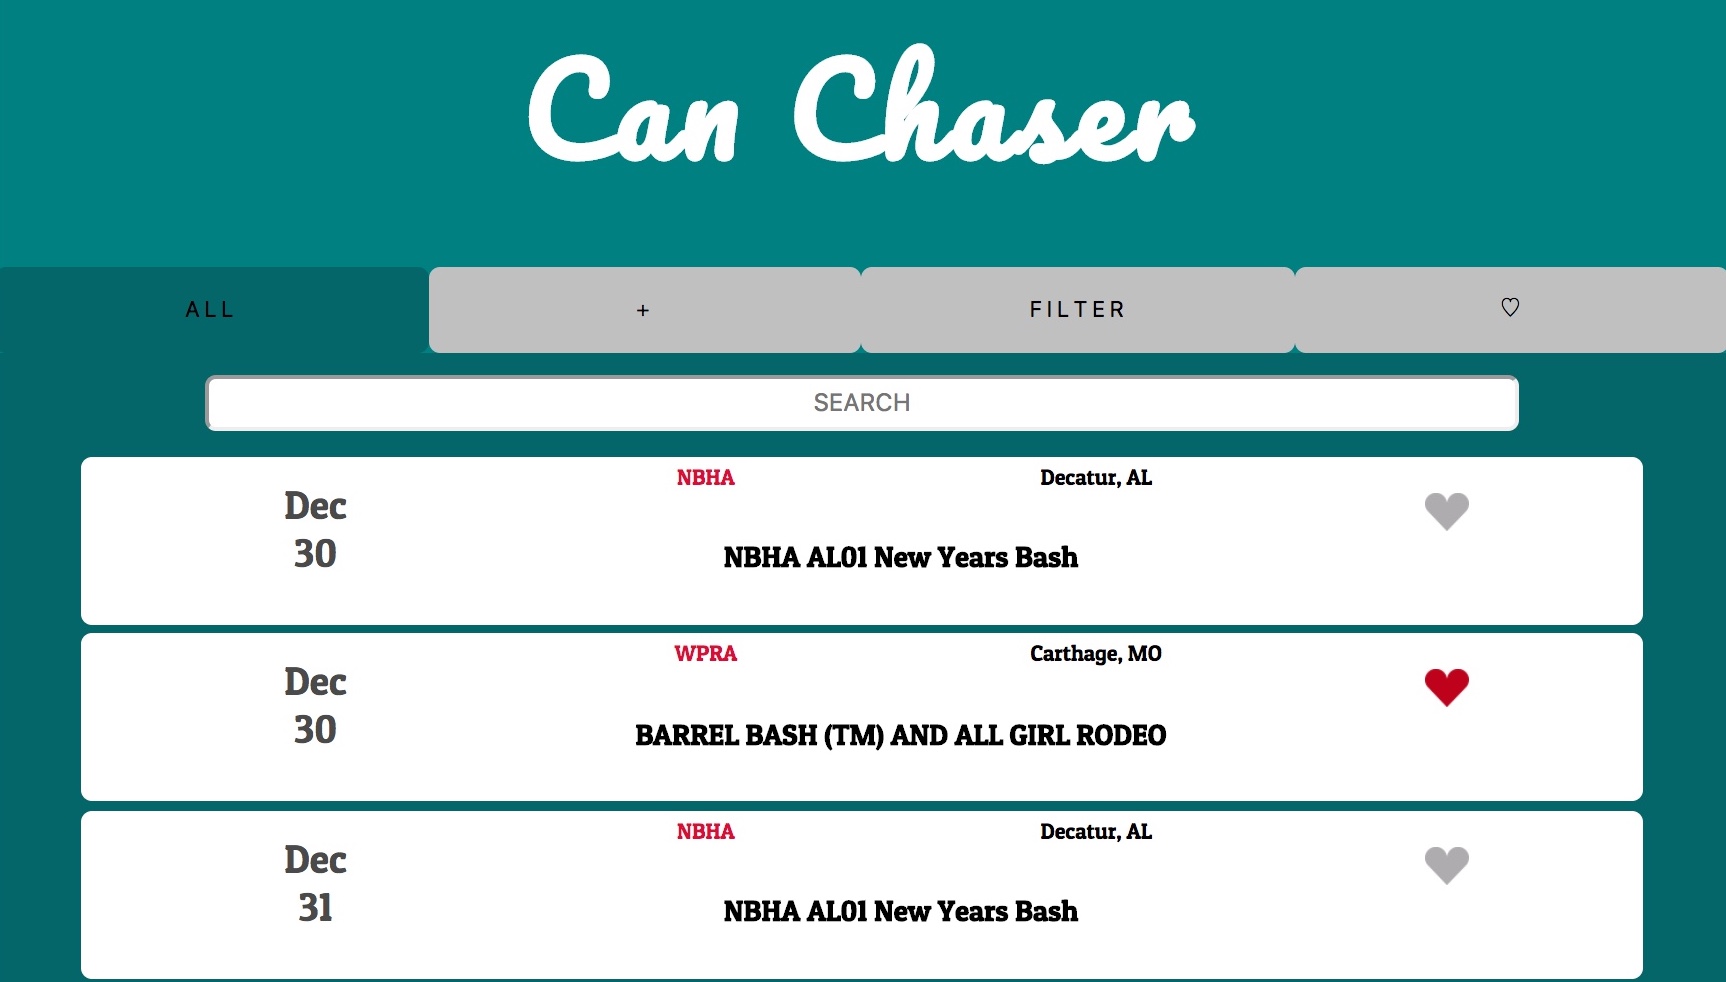 Can Chaser
ALL
+
FILTER
♡
SEARCH
NBHA
Decatur, AL
Dec
30
NBHA AL01 New Years Bash
WPRA
Carthage, MO
Dec
30
BARREL BASH (TM) AND ALL GIRL RODEO
NBHA
Decatur, AL
Dec
31
NBHA AL01 New Years Bash